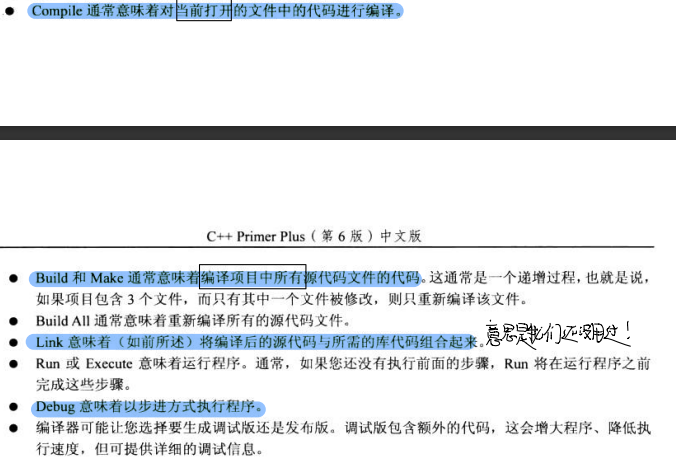 ● Compile 通常意味着对当前打开的文件中的代码进行编译。
C++ Primer Plus（第 6 版）中文版
● Build 和 Make 通常意味着编译项目中所有源代码文件的代码。这通常是一个递增过程，也就是说，
如果项目包含 3 个文件，而只有其中一个文件被修改，则只重新编译该文件。
● Build All 通常意味着重新编译所有的源代码文件。
● Link 意味着（如前所述）将编译后的源代码与所需的库代码组合起来。意思是我们还没用过！
● Run 或 Execute 意味着运行程序。通常，如果您还没有执行前面的步骤，Run 将在运行程序之前
完成这些步骤。
● Debug 意味着以步进方式执行程序。
● 编译器可能让您选择要生成调试版还是发布版。调试版包含额外的代码，这会增大程序、降低执
行速度，但可提供详细的调试信息。